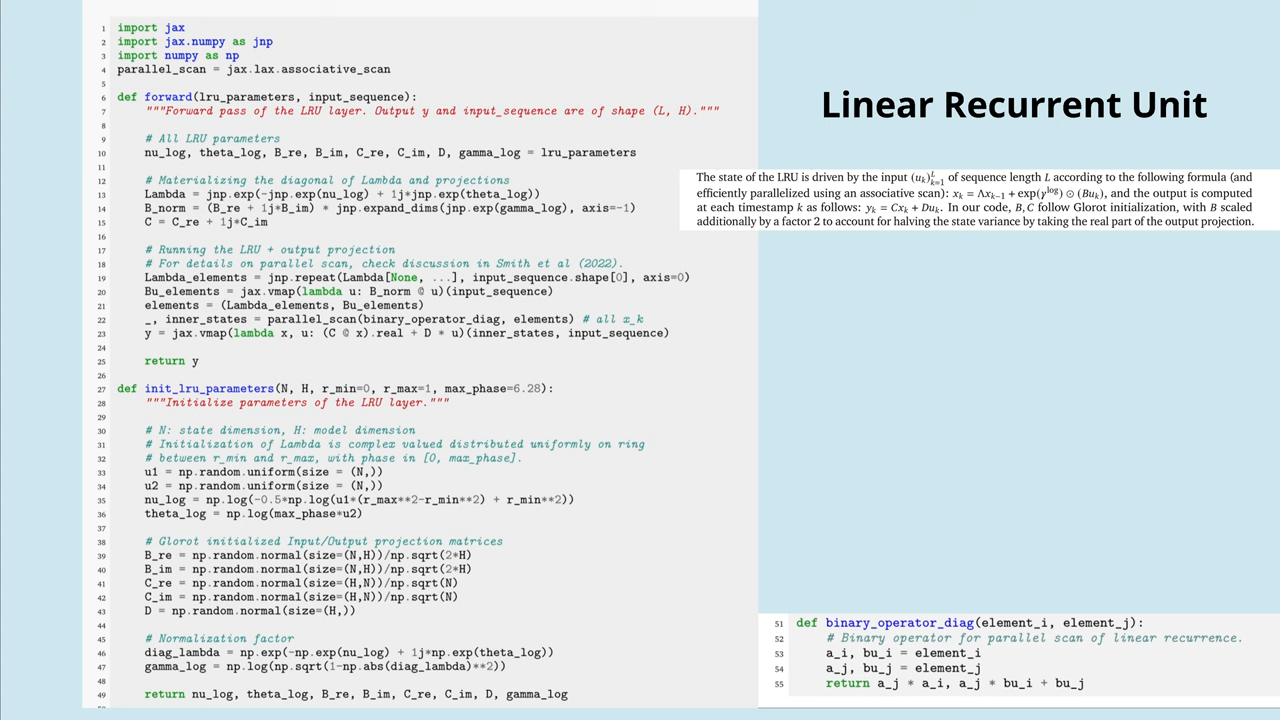 1 import jax
2 import jax.numpy as jnp
3 import numpy as np
4 parallel_scan = jax.lax.associative_scan
5
6 def forward(lru_parameters, input_sequence):
7     """Forward pass of the LRU layer. Output y and input_sequence are of shape (L, H)."""
8
9     # All LRU parameters
10     nu_log, theta_log, B_re, B_im, C_re, C_im, D, gamma_log = lru_parameters
11
12     # Materializing the diagonal of Lambda and projections
13     Lambda = jnp.exp(-jnp.exp(nu_log) + 1j*jnp.exp(theta_log))
14     B_norm = (B_re + 1j*B_im) * jnp.expand_dims(jnp.exp(gamma_log), axis=-1)
15     C = C_re + 1j*C_im
16
17     # Running the LRU + output projection
18     # For details on parallel scan, check discussion in Smith et al (2022).
19     Lambda_elements = jnp.repeat(Lambda[None, ...], input_sequence.shape[0], axis=0)
20     Bu_elements = jax.vmap(lambda u: B_norm @ u)(input_sequence)
21     elements = (Lambda_elements, Bu_elements)
22     _, inner_states = parallel_scan(binary_operator_diag, elements) # all x_k
23     y = jax.vmap(lambda x, u: (C @ x).real + D * u)(inner_states, input_sequence)
24
25     return y
26
27 def init_lru_parameters(N, H, r_min=0, r_max=1, max_phase=6.28):
28     """Initialize parameters of the LRU layer."""
29
30     # N: state dimension, H: model dimension
31     # Initialization of Lambda is complex valued distributed uniformly on ring
32     # between r_min and r_max, with phase in [0, max_phase].
33     u1 = np.random.uniform(size = (N,))
34     u2 = np.random.uniform(size = (N,))
35     nu_log = np.log(-0.5*np.log(u1*(r_max**2-r_min**2) + r_min**2))
36     theta_log = np.log(max_phase*u2)
37
38     # Glorot initialized Input/Output projection matrices
39     B_re = np.random.normal(size=(N,H))/np.sqrt(2*H)
40     B_im = np.random.normal(size=(N,H))/np.sqrt(2*H)
41     C_re = np.random.normal(size=(H,N))/np.sqrt(N)
42     C_im = np.random.normal(size=(H,N))/np.sqrt(N)
43     D = np.random.normal(size=(H,))
44
45     # Normalization factor
46     diag_lambda = np.exp(-np.exp(nu_log) + 1j*np.exp(theta_log))
47     gamma_log = np.log(np.sqrt(1-np.abs(diag_lambda)**2))
48
49     return nu_log, theta_log, B_re, B_im, C_re, C_im, D, gamma_log
Linear Recurrent Unit
The state of the LRU is driven by the input (u_k)_{k=1}^L of sequence length L according to the following formula (and
efficiently parallelized using an associative scan): x_k = Λx_{k−1} + exp(γ^{log}) ⊙ (Bu_k), and the output is computed
at each timestamp k as follows: y_k = Cx_k + Du_k. In our code, B, C follow Glorot initialization, with B scaled
additionally by a factor 2 to account for halving the state variance by taking the real part of the output projection.
51 def binary_operator_diag(element_i, element_j):
52     # Binary operator for parallel scan of linear recurrence.
53     a_i, bu_i = element_i
54     a_j, bu_j = element_j
55     return a_j * a_i, a_j * bu_i + bu_j